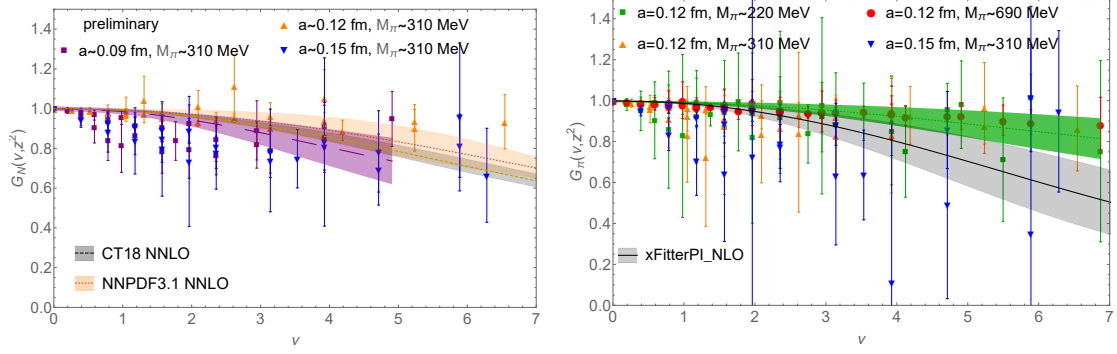 preliminary
a~0.09 fm, Mπ~310 MeV
a~0.12 fm, Mπ~310 MeV
a~0.15 fm, Mπ~310 MeV
1.4
1.2
1.0
0.8
0.6
0.4
0.2
0.0
G_N(ν,z²)
CT18 NNLO
NNPDF3.1 NNLO
0 1 2 3 4 5 6 7
ν
a=0.12 fm, Mπ~220 MeV
a=0.12 fm, Mπ~690 MeV
a=0.12 fm, Mπ~310 MeV
a=0.15 fm, Mπ~310 MeV
1.4
1.2
1.0
0.8
0.6
0.4
0.2
0.0
G_π(ν,z²)
xFitterPI_NLO
0 1 2 3 4 5 6 7
ν